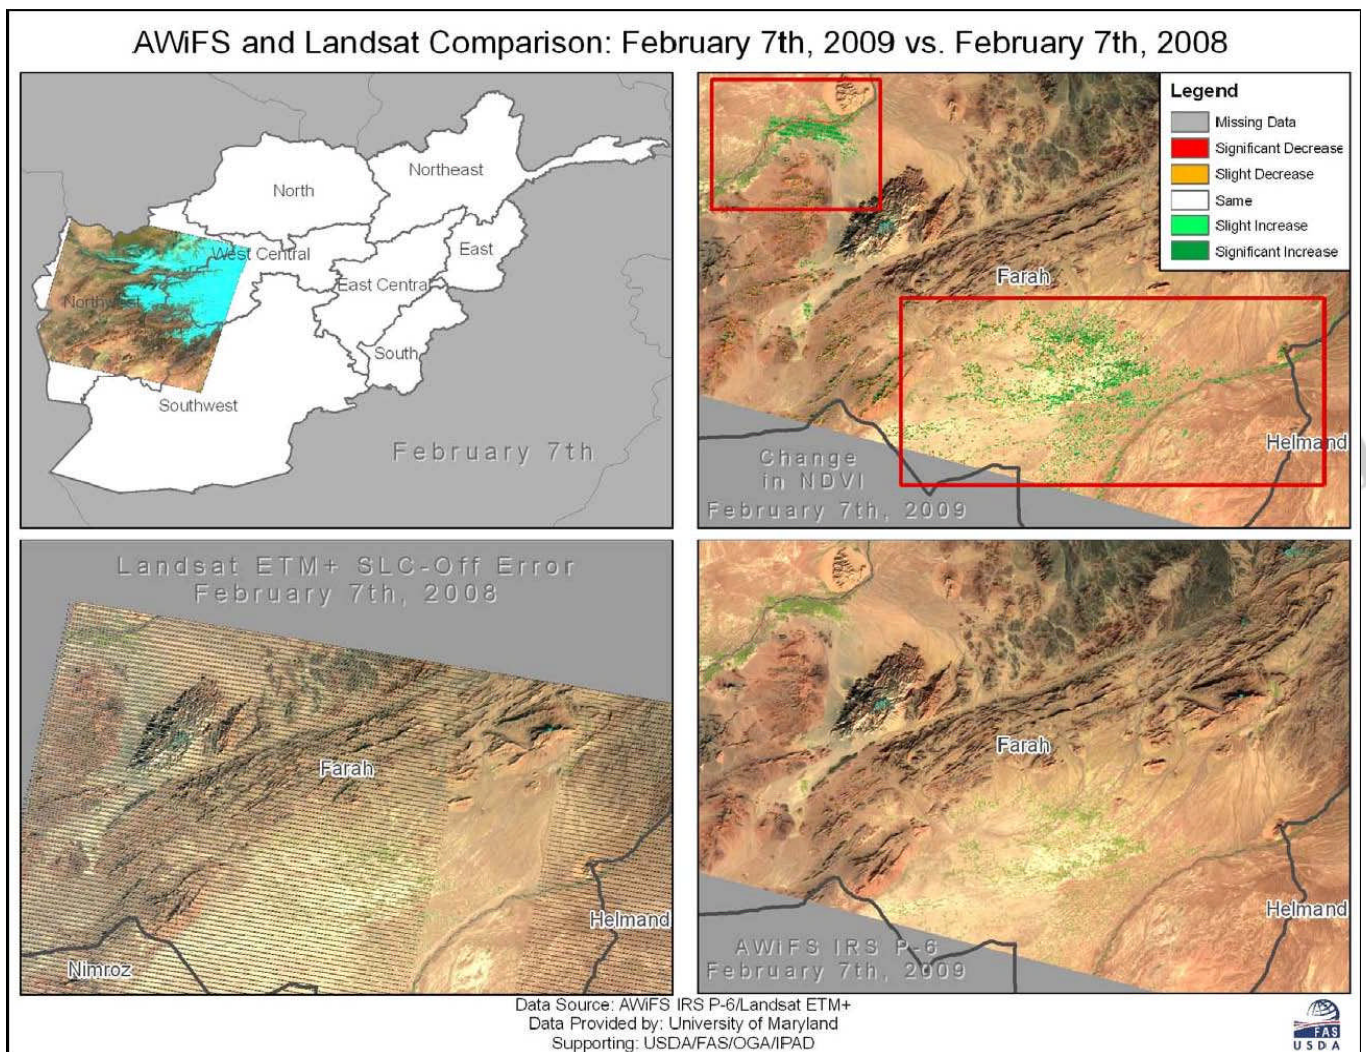 AWiFS and Landsat Comparison: February 7th, 2009 vs. February 7th, 2008
North
Northeast
West Central
East
East Central
Northwest
South
Southwest
February 7th
Legend
Missing Data
Significant Decrease
Slight Decrease
Same
Slight Increase
Significant Increase
Farah
Helmand
Change
in NDVI
February 7th, 2009
Landsat ETM+ SLC-Off Error
February 7th, 2008
Farah
Helmand
Nimroz
Farah
Helmand
AWiFS IRS P-6
February 7th, 2009
Data Source: AWiFS IRS P-6/Landsat ETM+
Data Provided by: University of Maryland
Supporting: USDA/FAS/OGA/IPAD
FAS
USDA